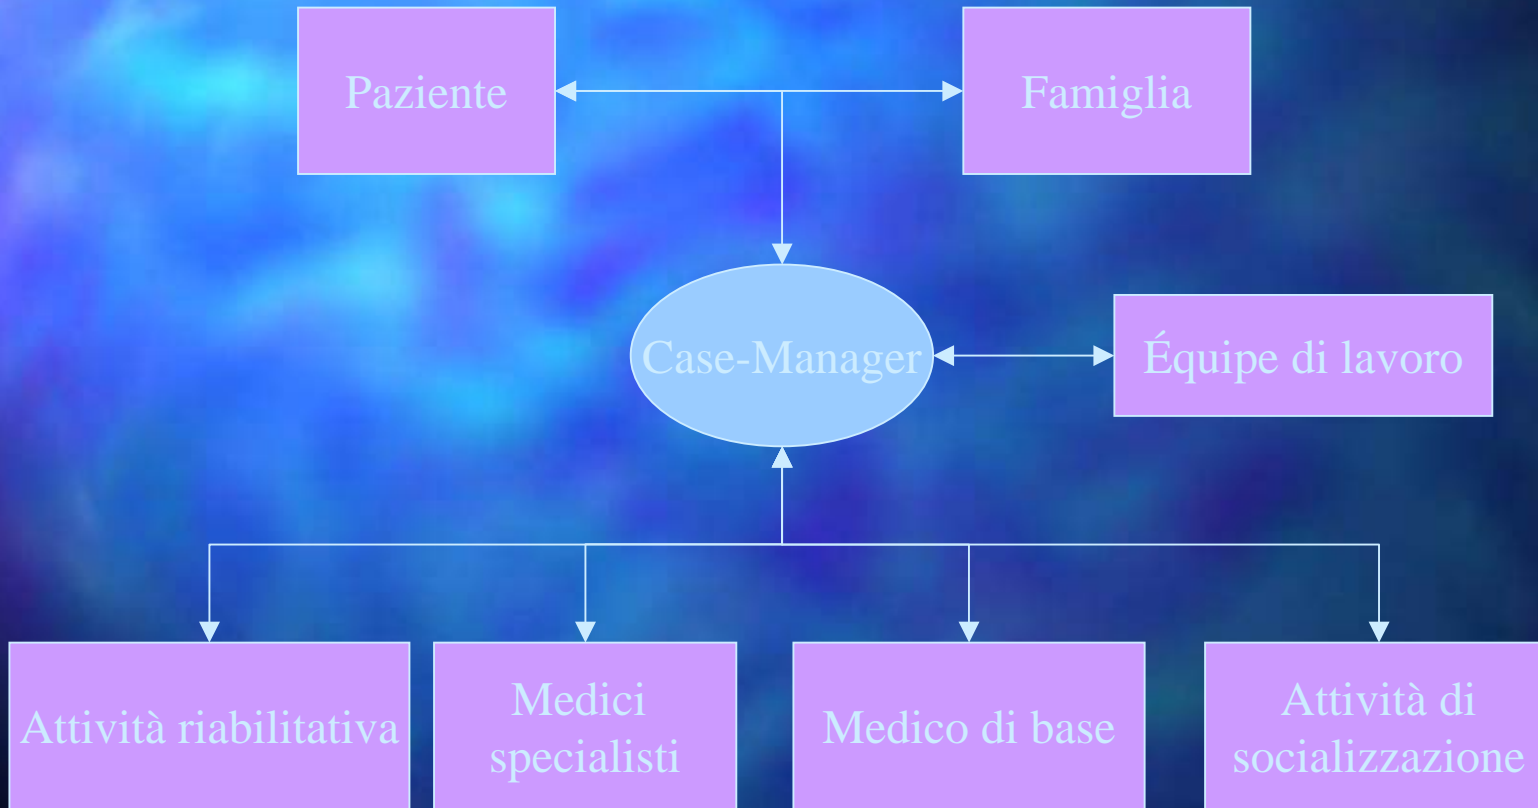 Paziente
Famiglia
Case-Manager
Équipe di lavoro
Attività riabilitativa
Medici
specialisti
Medico di base
Attività di
socializzazione